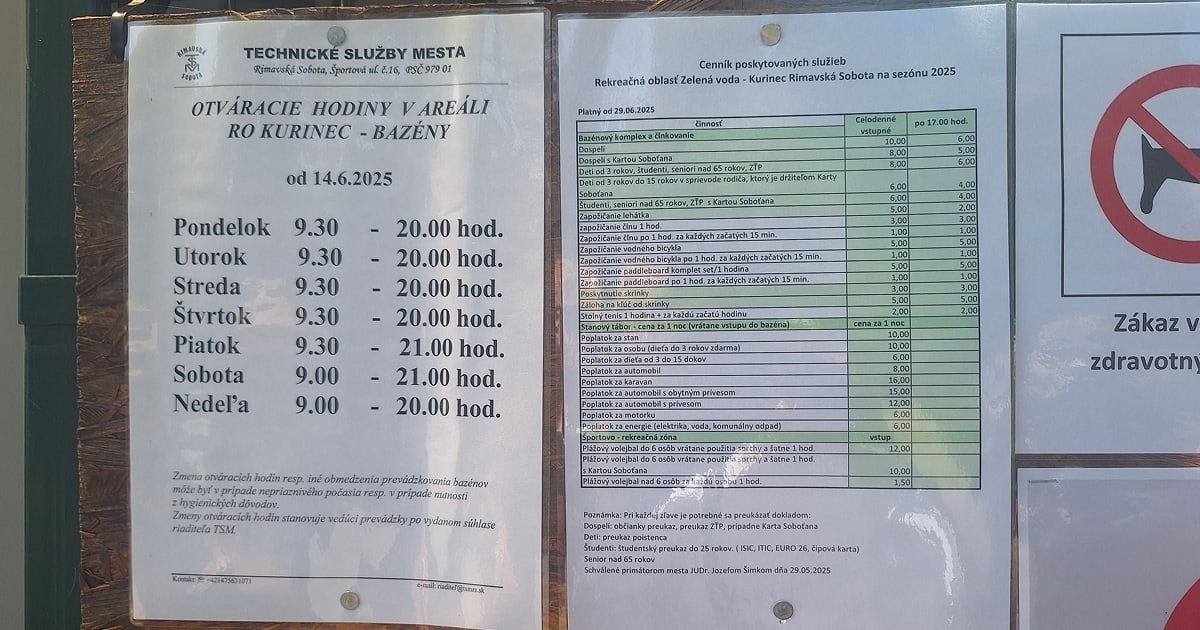 RIMAVSKÁ
SOBOTA
TECHNICKÉ SLUŽBY MESTA
Rimavská Sobota, Športová ul. č.16, PSČ 979 01
OTVÁRACIE HODINY V AREÁLI
RO KURINEC - BAZÉNY
od 14.6.2025
Pondelok 9.30 - 20.00 hod.
Utorok 9.30 - 20.00 hod.
Streda 9.30 - 20.00 hod.
Štvrtok 9.30 - 20.00 hod.
Piatok 9.30 - 21.00 hod.
Sobota 9.00 - 21.00 hod.
Nedeľa 9.00 - 20.00 hod.
Zmena otváracích hodín resp. iné obmedzenia prevádzkovania bazénov
môže byť v prípade nepriaznivého počasia resp. v prípade nutnosti
z hygienických dôvodov.
Zmeny otváracích hodín stanovuje vedúci prevádzky po vydanom súhlase
riaditeľa TSM.
Kontakt: ☏ +421475631071
e-mail: riaditel@tsmrs.sk
Cenník poskytovaných služieb
Rekreačná oblasť Zelená voda - Kurinec Rimavská Sobota na sezónu 2025
Platný od 29.06.2025
činnosť Celodenné vstupné po 17.00 hod.
Bazénový komplex a člnkovanie
Dospelí 10,00 6,00
Dospelí s Kartou Soboťana 8,00 5,00
Deti od 3 rokov, študenti, seniori nad 65 rokov, ZŤP 8,00 6,00
Deti od 3 rokov do 15 rokov v sprievode rodiča, ktorý je držiteľom Karty
Soboťana 6,00 4,00
Študenti, seniori nad 65 rokov, ZŤP s Kartou Soboťana 6,00 4,00
Zapožičanie lehátka 5,00 2,00
zapožičanie člnu 1 hod. 3,00 3,00
Zapožičanie člnu po 1 hod. za každých začatých 15 min. 1,00 1,00
Zapožičanie vodného bicykla 5,00 5,00
Zapožičanie vodného bicykla po 1 hod. za každých začatých 15 min. 1,00 1,00
Zapožičanie paddleboard komplet set/1 hodina 5,00 5,00
Zapožičanie paddleboard po 1 hod. za každých začatých 15 min. 1,00 1,00
Poskytnutie skrinky 3,00 3,00
Záloha na kľúč od skrinky 5,00 5,00
Stolný tenis 1 hodina + za každú začatú hodinu 2,00 2,00
Stanový tábor - cena za 1 noc (vrátane vstupu do bazéna) cena za 1 noc
Poplatok za stan 10,00
Poplatok za osobu (dieťa do 3 rokov zdarma) 10,00
Poplatok za dieťa od 3 do 15 dokov 6,00
Poplatok za automobil 8,00
Poplatok za karavan 16,00
Poplatok za automobil s obytným prívesom 15,00
Poplatok za automobil s prívesom 12,00
Poplatok za motorku 6,00
Poplatok za energie (elektrika, voda, komunálny odpad) 6,00
Športovo - rekreačná zóna vstup
Plážový volejbal do 6 osôb vrátane použitia sprchy a šatne 1 hod. 12,00
Plážový volejbal do 6 osôb vrátane použitia sprchy a šatne 1 hod.
s Kartou Soboťana 10,00
Plážový volejbal nad 6 osôb za každú osobu 1 hod. 1,50
Poznámka: Pri každej zľave je potrebné sa preukázať dokladom:
Dospelí: občiansky preukaz, preukaz ZŤP, prípadne Karta Soboťana
Deti: preukaz poistenca
Študenti: študentský preukaz do 25 rokov. ( ISIC, ITIC, EURO 26, čipová karta)
Senior nad 65 rokov
Schválené primátorom mesta JUDr. Jozefom Šimkom dňa 29.05.2025
Zákaz v
zdravotný